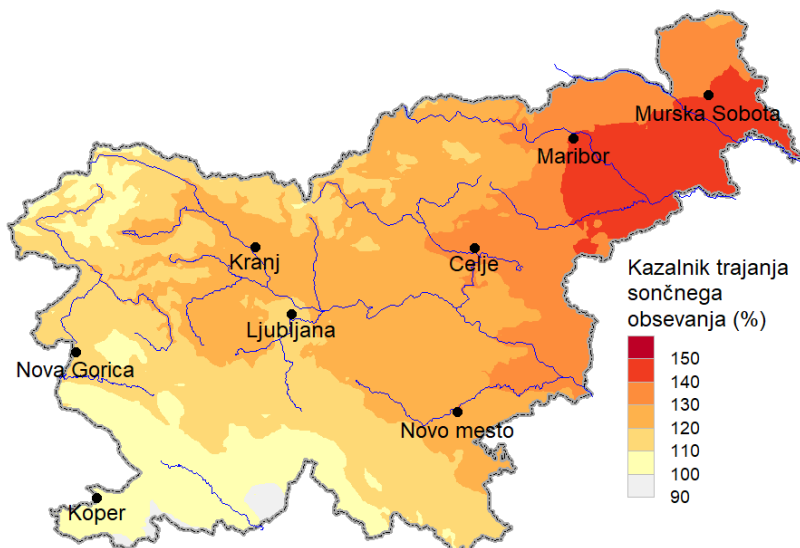 Murska Sobota
Maribor
Kranj
Celje
Ljubljana
Nova Gorica
Novo mesto
Koper
Kazalnik trajanja
sončnega
obsevanja (%)
150
140
130
120
110
100
90